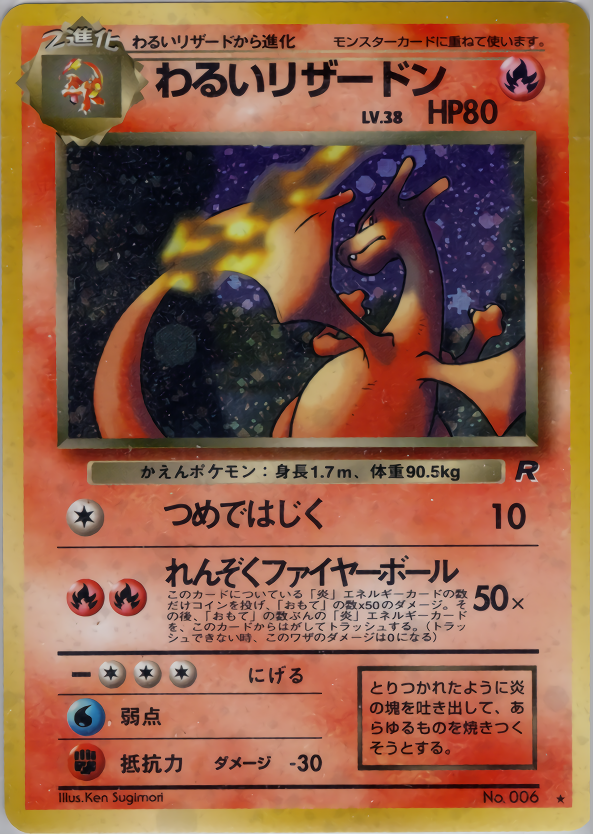 2進化
わるいリザードから進化
モンスターカードに重ねて使います。
わるいリザードン
LV.38 HP80
かえんポケモン：身長1.7m、体重90.5kg
R
つめではじく 10
れんぞくファイヤーボール
50×
このカードについている「炎」エネルギーカードの数
だけコインを投げ、「おもて」の数x50のダメージ。そ
の後、「おもて」の数ぶんの「炎」エネルギーカード
を、このカードからはがしてトラッシュする。（トラッ
シュできない時、このワザのダメージは0になる）
− にげる
弱点
抵抗力 ダメージ -30
とりつかれたように炎
の塊を吐き出して、あ
らゆるものを焼きつく
そうとする。
Illus.Ken Sugimori
No. 006 ★